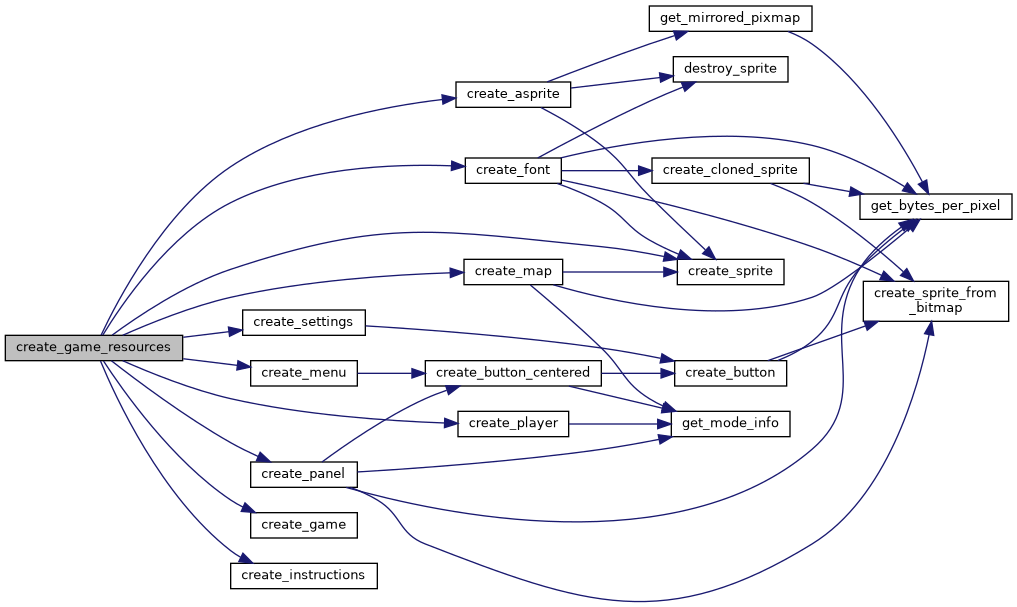 get_mirrored_pixmap
destroy_sprite
create_asprite
create_font
create_cloned_sprite
get_bytes_per_pixel
create_map
create_sprite
create_sprite_from
_bitmap
create_settings
create_game_resources
create_menu
create_button_centered
create_button
create_player
get_mode_info
create_panel
create_game
create_instructions